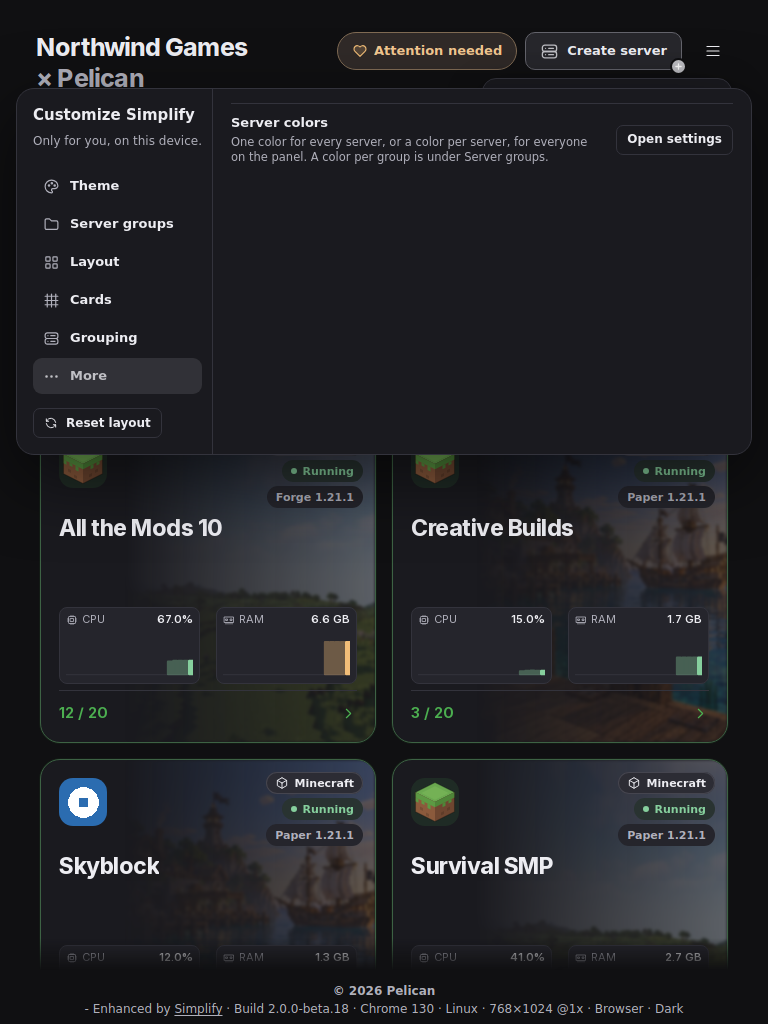 Northwind Games
× Pelican
Attention needed
Create server
Customize Simplify
Only for you, on this device.
Theme
Server groups
Layout
Cards
Grouping
More
Reset layout
Server colors
One color for every server, or a color per server, for everyone
on the panel. A color per group is under Server groups.
Open settings
Running
Forge 1.21.1
All the Mods 10
CPU 67.0%
RAM 6.6 GB
12 / 20
Running
Paper 1.21.1
Creative Builds
CPU 15.0%
RAM 1.7 GB
3 / 20
Minecraft
Running
Paper 1.21.1
Skyblock
CPU 12.0%
RAM 1.3 GB
Minecraft
Running
Paper 1.21.1
Survival SMP
CPU 41.0%
RAM 2.7 GB
© 2026 Pelican
- Enhanced by Simplify · Build 2.0.0-beta.18 · Chrome 130 · Linux · 768×1024 @1x · Browser · Dark